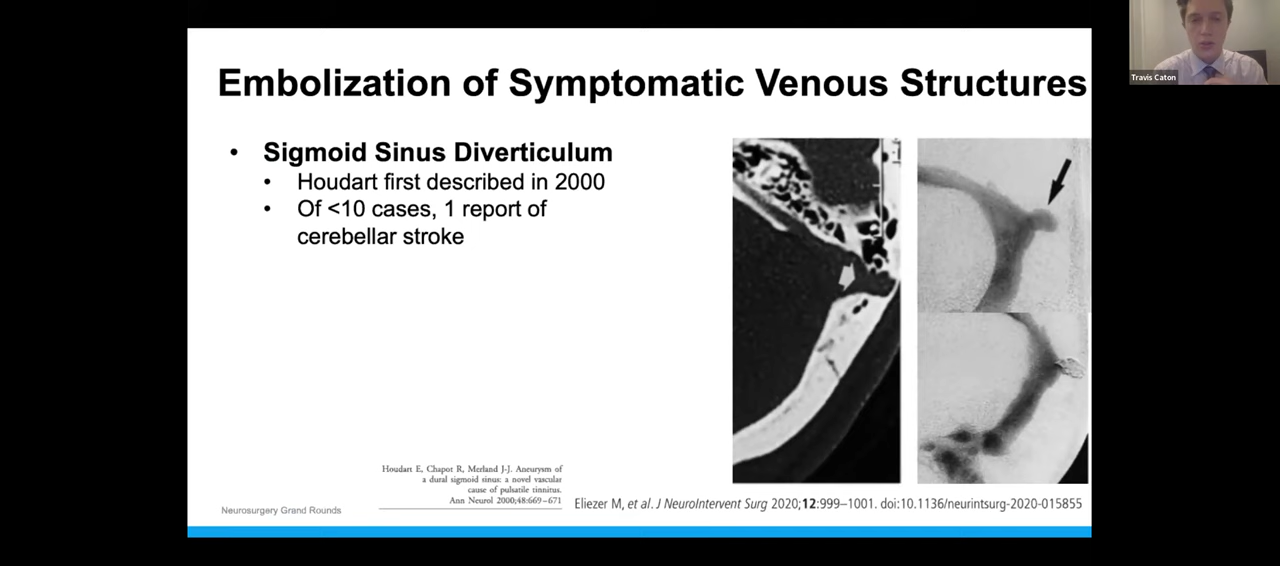 Travis Caton
Embolization of Symptomatic Venous Structures
• Sigmoid Sinus Diverticulum
• Houdart first described in 2000
• Of <10 cases, 1 report of
cerebellar stroke
Houdart E, Chapot R, Merland J-J. Aneurysm of
a dural sigmoid sinus: a novel vascular
cause of pulsatile tinnitus.
Ann Neurol 2000;48:669–671
Neurosurgery Grand Rounds
Eliezer M, et al. J NeuroIntervent Surg 2020;12:999–1001. doi:10.1136/neurintsurg-2020-015855